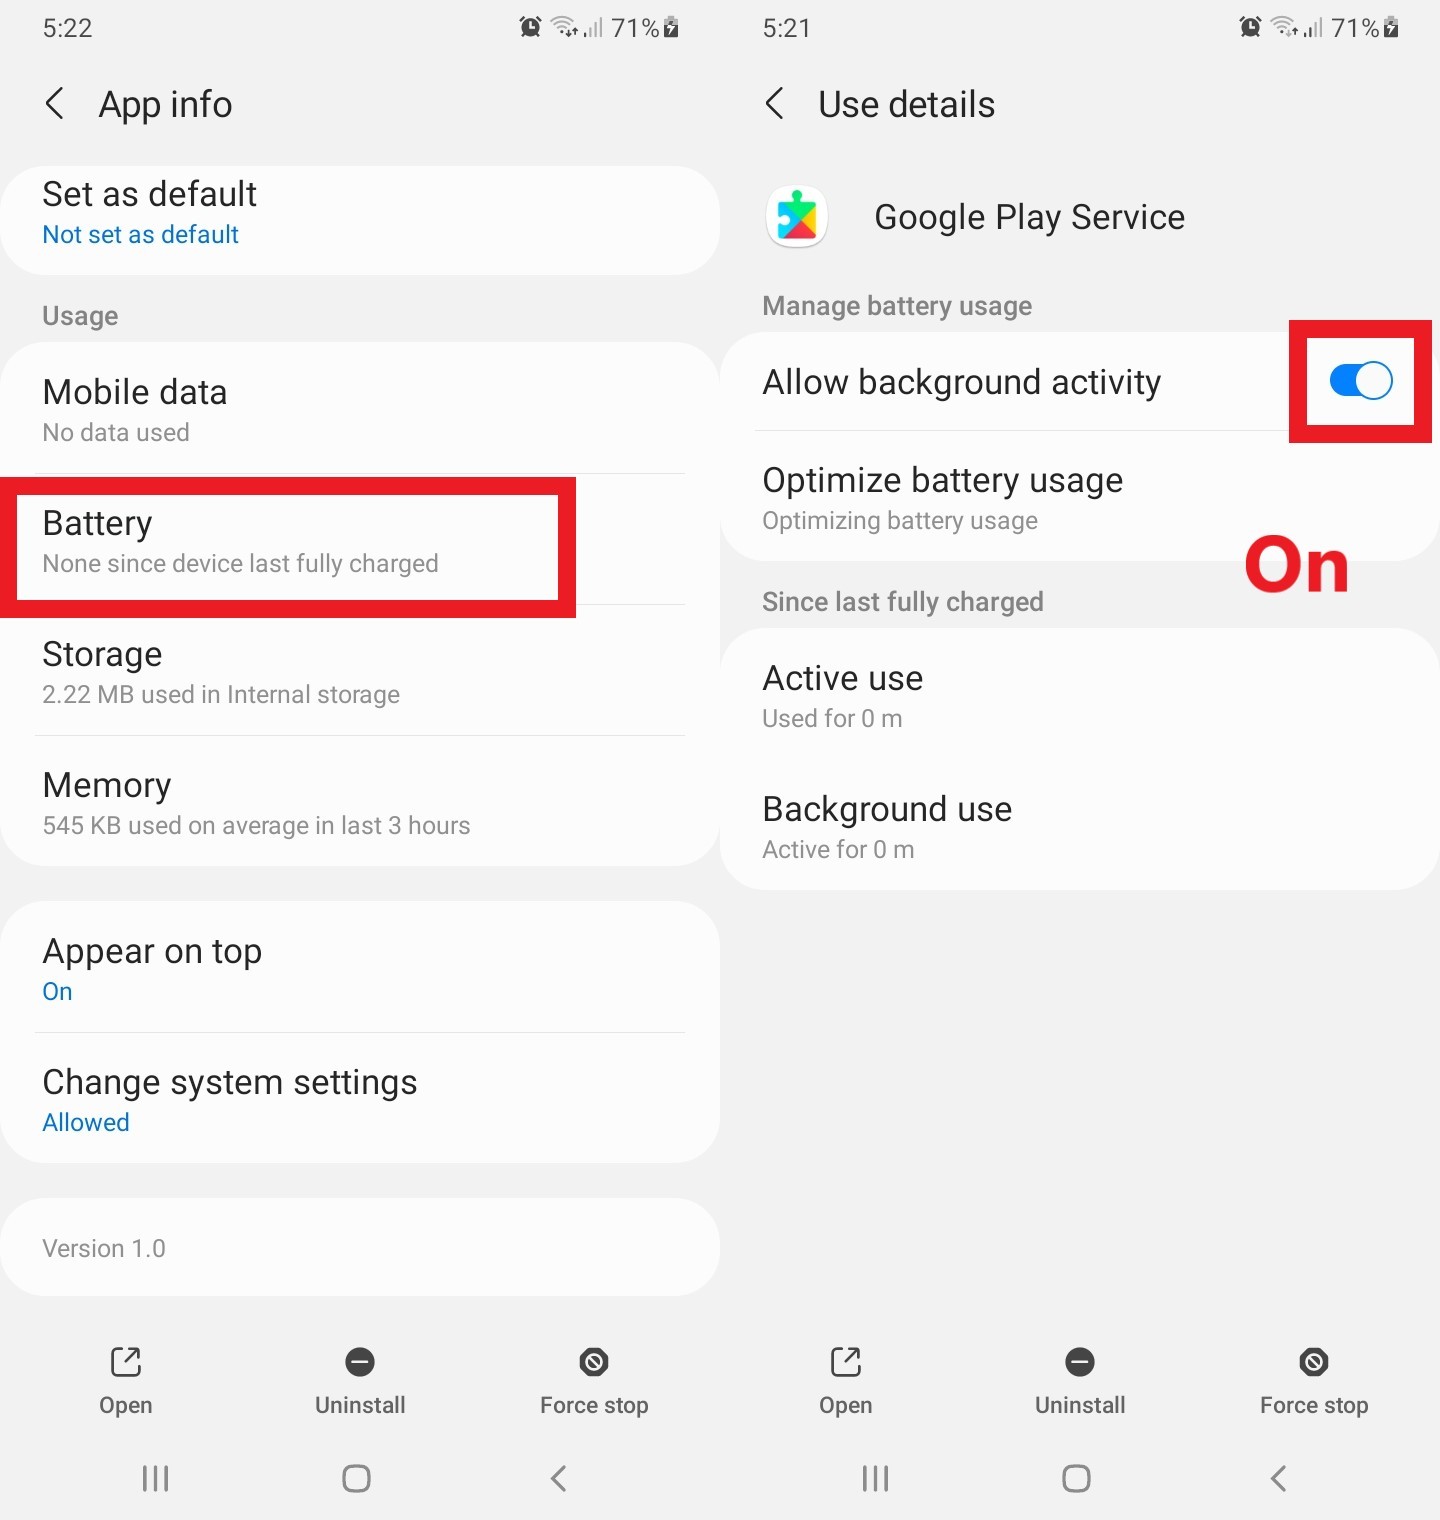 5:22
71%
App info
Set as default
Not set as default
Usage
Mobile data
No data used
Battery
None since device last fully charged
Storage
2.22 MB used in Internal storage
Memory
545 KB used on average in last 3 hours
Appear on top
On
Change system settings
Allowed
Version 1.0
Open
Uninstall
Force stop
5:21
71%
Use details
Google Play Service
Manage battery usage
Allow background activity
Optimize battery usage
Optimizing battery usage
On
Since last fully charged
Active use
Used for 0 m
Background use
Active for 0 m
Open
Uninstall
Force stop